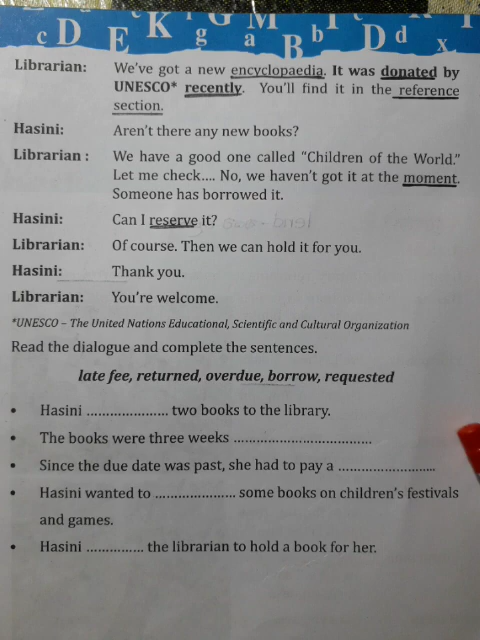 c D E K g G a M B b I D d K x I
Librarian: We've got a new encyclopaedia. It was donated by
UNESCO* recently. You'll find it in the reference
section.
Hasini: Aren't there any new books?
Librarian : We have a good one called "Children of the World."
Let me check.... No, we haven't got it at the moment.
Someone has borrowed it.
Hasini: Can I reserve it?
Librarian: Of course. Then we can hold it for you.
Hasini: Thank you.
Librarian: You're welcome.
*UNESCO – The United Nations Educational, Scientific and Cultural Organization
Read the dialogue and complete the sentences.
late fee, returned, overdue, borrow, requested
• Hasini ..................... two books to the library.
• The books were three weeks ...................................
• Since the due date was past, she had to pay a .........................
• Hasini wanted to ..................... some books on children's festivals
and games.
• Hasini ............... the librarian to hold a book for her.